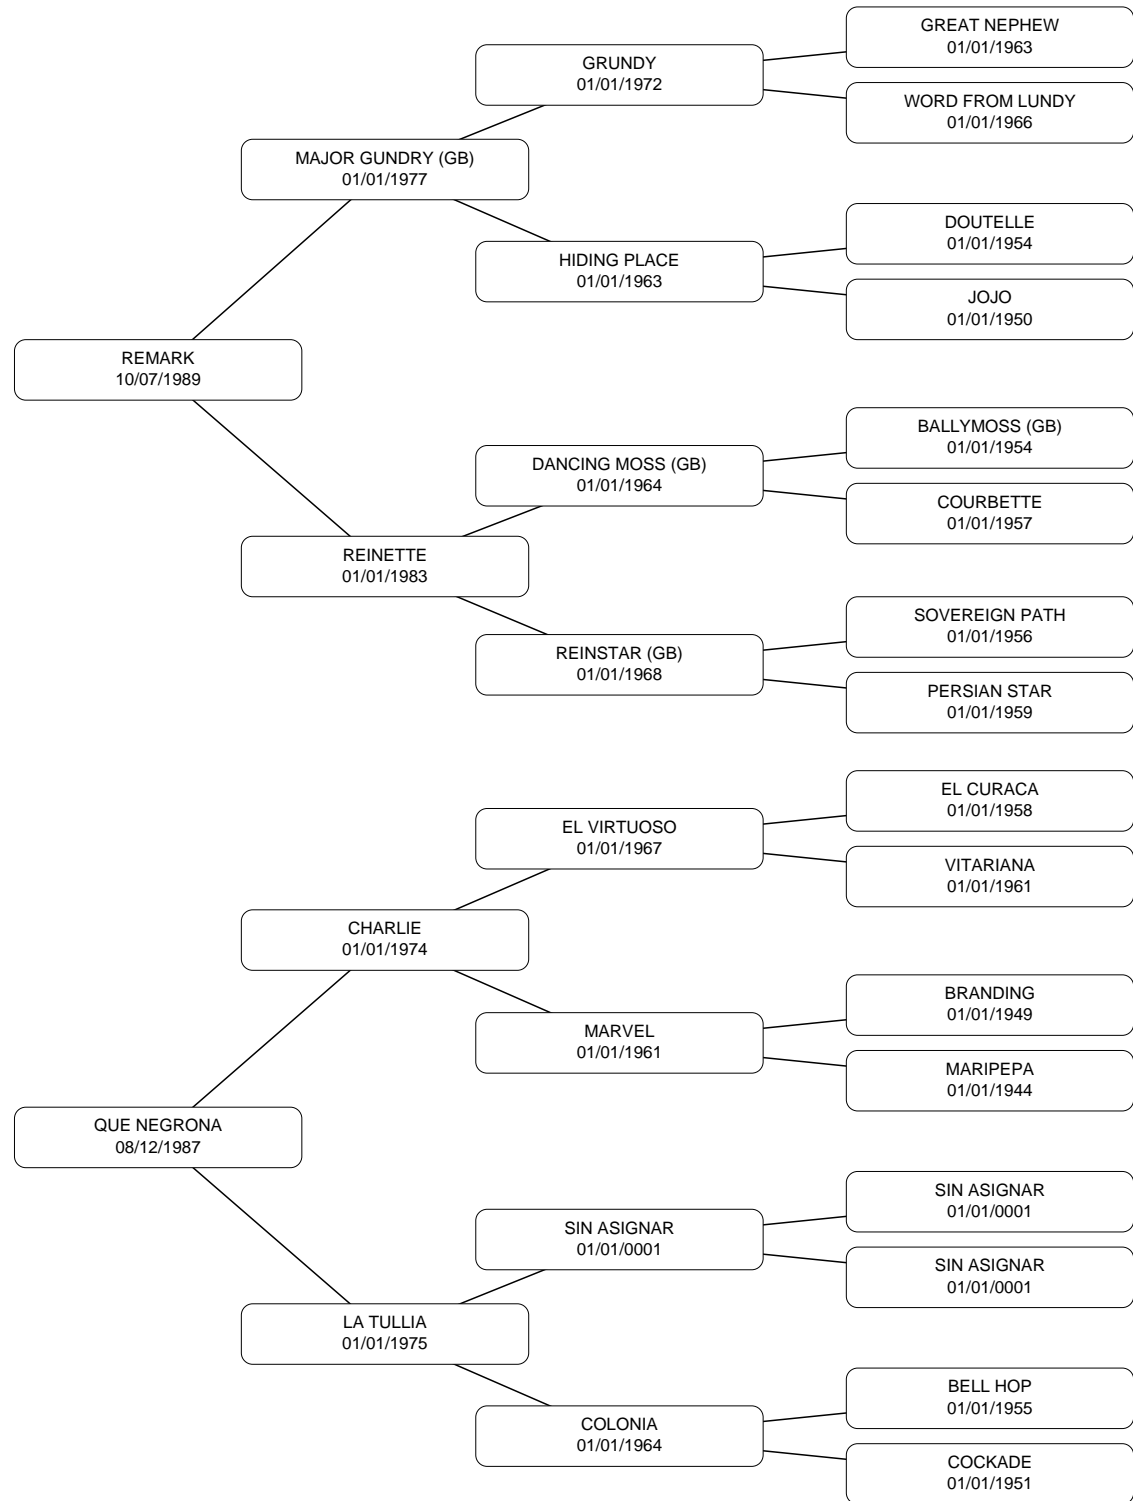 GREAT NEPHEW
01/01/1963
GRUNDY
01/01/1972
WORD FROM LUNDY
01/01/1966
MAJOR GUNDRY (GB)
01/01/1977
DOUTELLE
01/01/1954
HIDING PLACE
01/01/1963
JOJO
01/01/1950
REMARK
10/07/1989
BALLYMOSS (GB)
01/01/1954
DANCING MOSS (GB)
01/01/1964
COURBETTE
01/01/1957
REINETTE
01/01/1983
SOVEREIGN PATH
01/01/1956
REINSTAR (GB)
01/01/1968
PERSIAN STAR
01/01/1959
EL CURACA
01/01/1958
EL VIRTUOSO
01/01/1967
VITARIANA
01/01/1961
CHARLIE
01/01/1974
BRANDING
01/01/1949
MARVEL
01/01/1961
MARIPEPA
01/01/1944
QUE NEGRONA
08/12/1987
SIN ASIGNAR
01/01/0001
SIN ASIGNAR
01/01/0001
SIN ASIGNAR
01/01/0001
LA TULLIA
01/01/1975
BELL HOP
01/01/1955
COLONIA
01/01/1964
COCKADE
01/01/1951